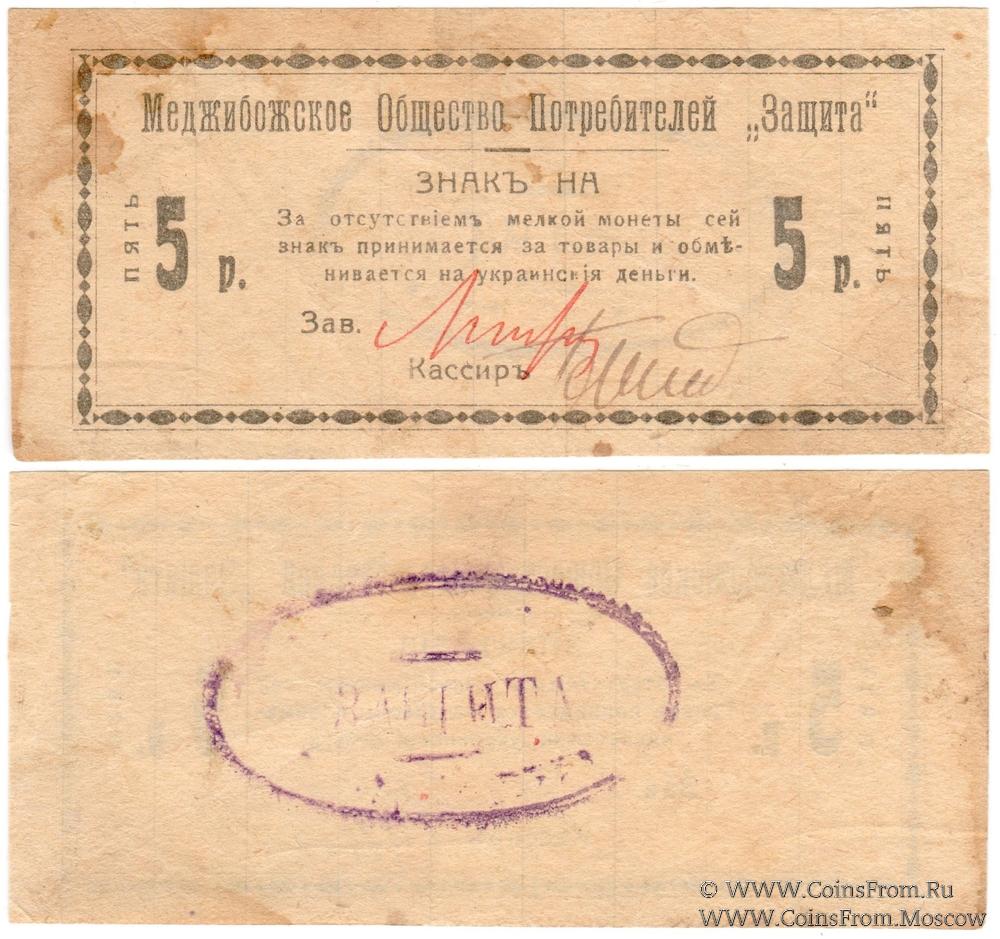 Меджибожское Общество Потребителей „Защита“
ЗНАКЪ НА
ПЯТЬ
5 р.
За отсутствіемъ мелкой монеты сей
знакъ принимается за товары и обмѣ-
нивается на украинскія деньги.
5 р.
ПЯТЬ
Зав.
Кассиръ
ЗАЩИТА
© WWW.CoinsFrom.Ru
WWW.CoinsFrom.Moscow